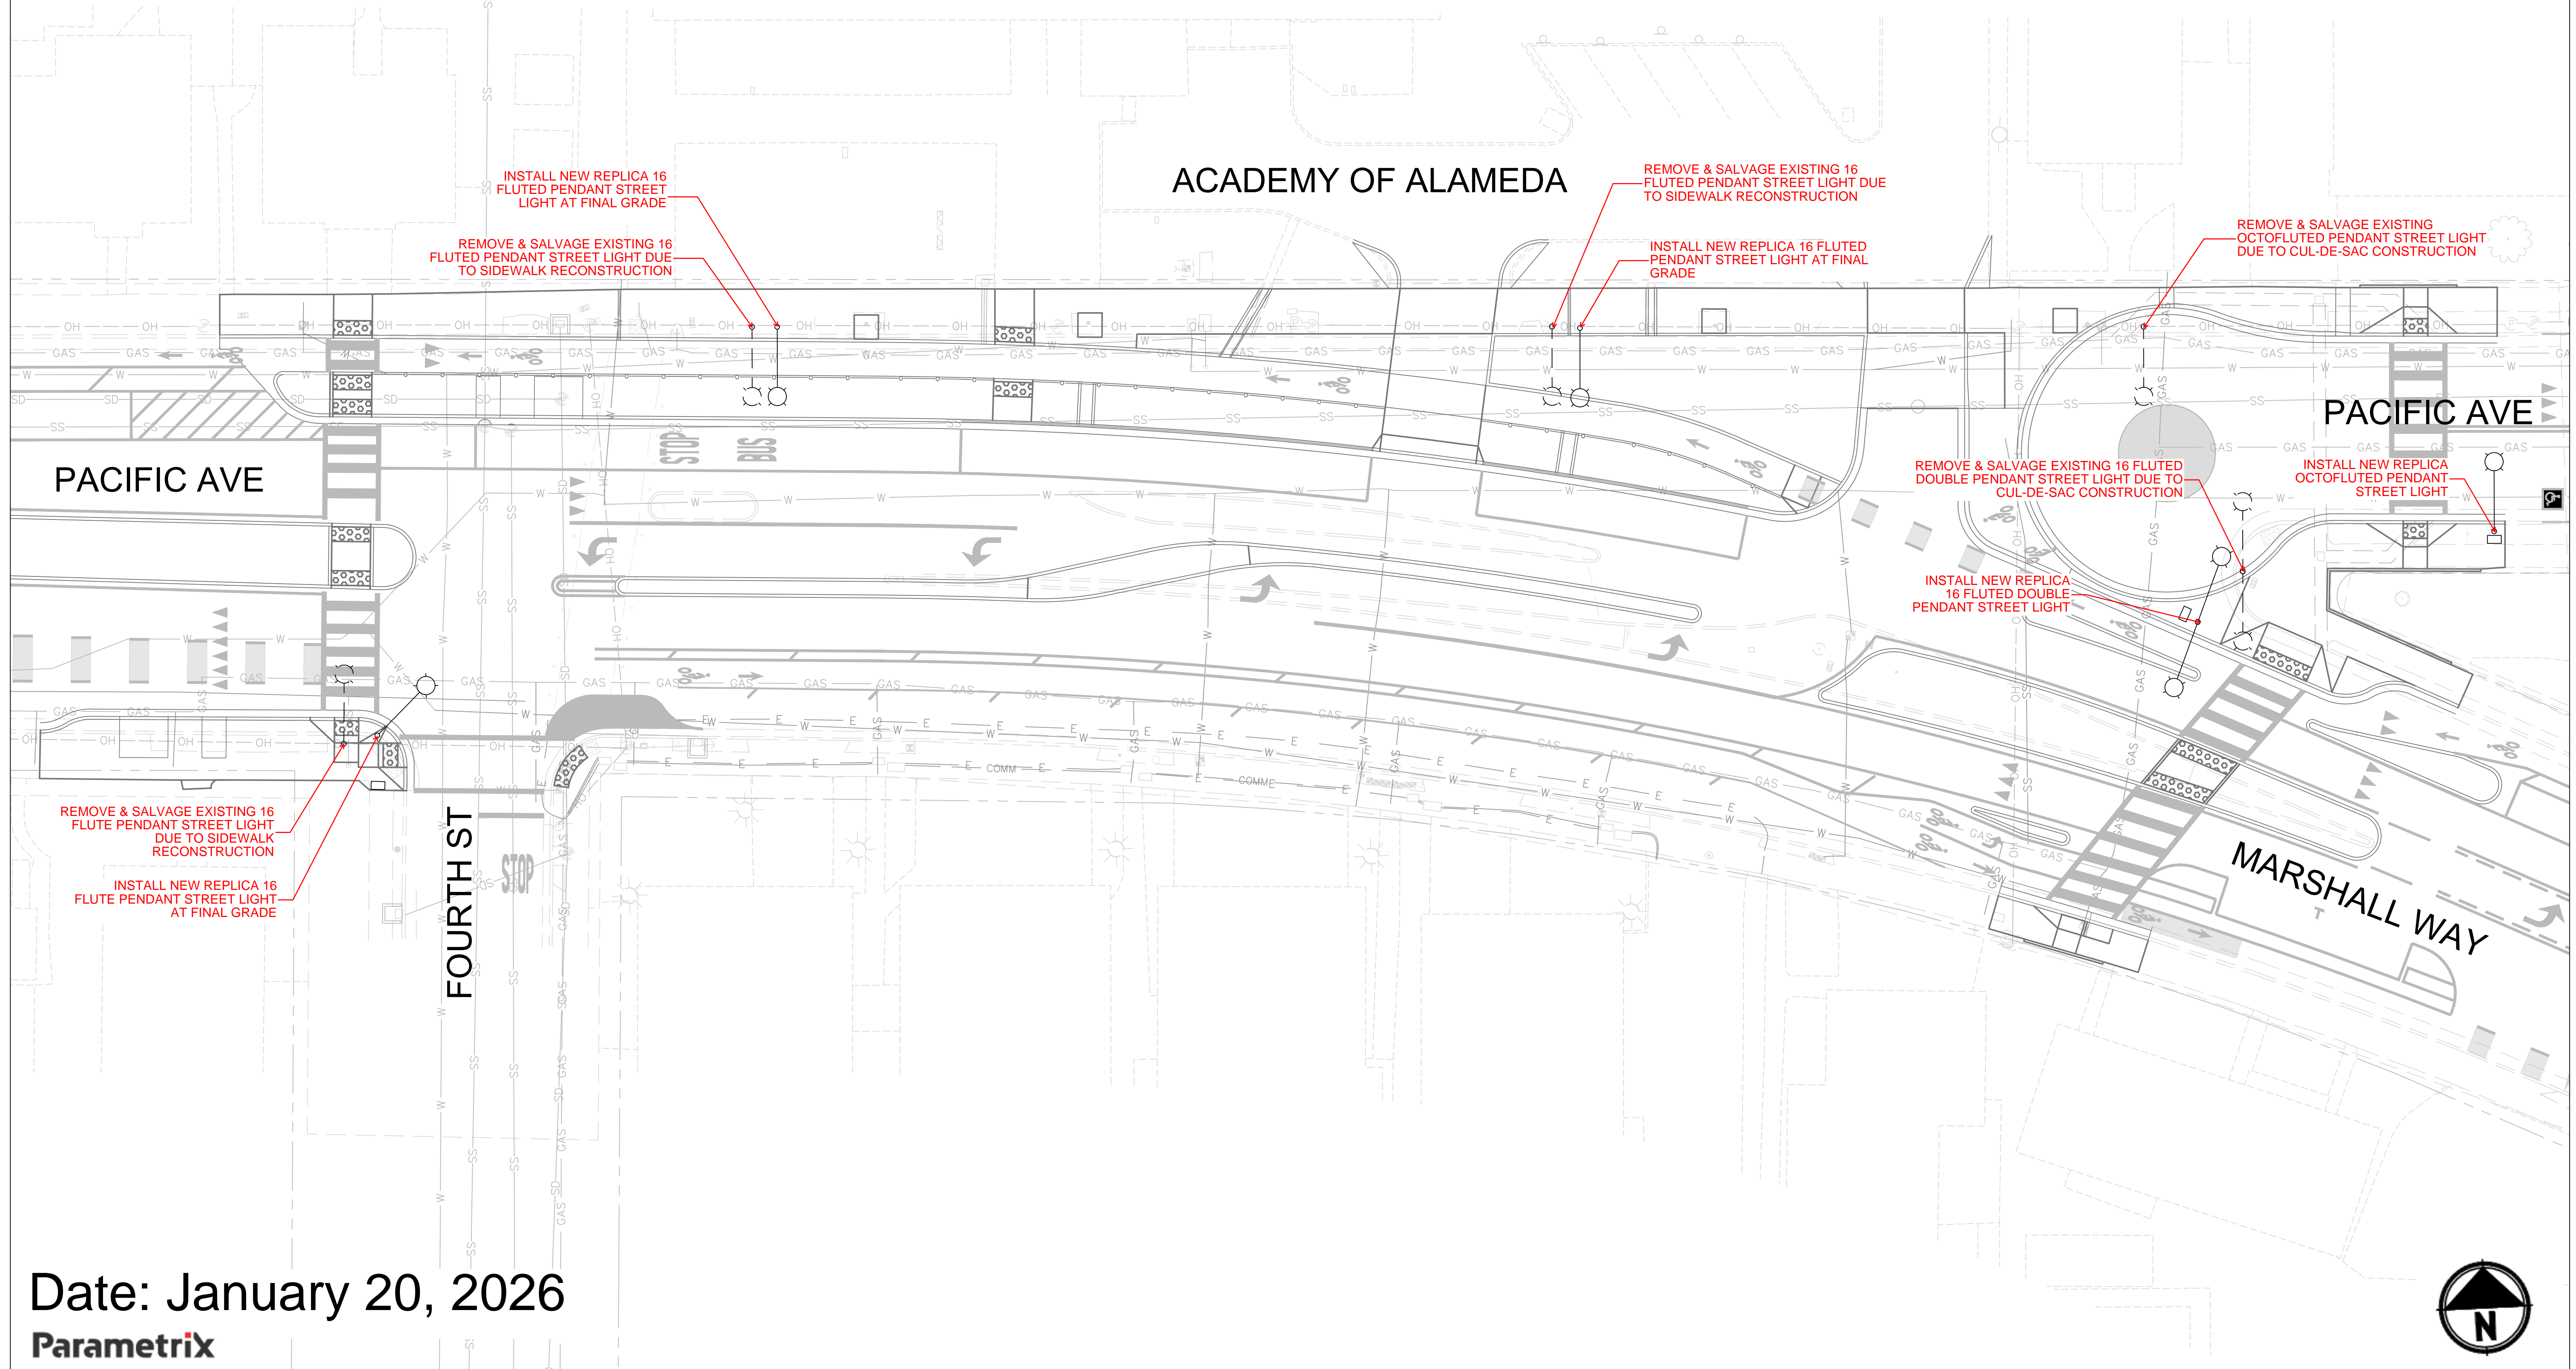 INSTALL NEW REPLICA 16
FLUTED PENDANT STREET
LIGHT AT FINAL GRADE
REMOVE & SALVAGE EXISTING 16
FLUTED PENDANT STREET LIGHT DUE
TO SIDEWALK RECONSTRUCTION
ACADEMY OF ALAMEDA
REMOVE & SALVAGE EXISTING 16
FLUTED PENDANT STREET LIGHT DUE
TO SIDEWALK RECONSTRUCTION
INSTALL NEW REPLICA 16 FLUTED
PENDANT STREET LIGHT AT FINAL
GRADE
REMOVE & SALVAGE EXISTING
OCTOFLUTED PENDANT STREET LIGHT
DUE TO CUL-DE-SAC CONSTRUCTION
PACIFIC AVE
STOP
BUS
PACIFIC AVE
REMOVE & SALVAGE EXISTING 16 FLUTED
DOUBLE PENDANT STREET LIGHT DUE TO
CUL-DE-SAC CONSTRUCTION
INSTALL NEW REPLICA
OCTOFLUTED PENDANT
STREET LIGHT
INSTALL NEW REPLICA
16 FLUTED DOUBLE
PENDANT STREET LIGHT
REMOVE & SALVAGE EXISTING 16
FLUTE PENDANT STREET LIGHT
DUE TO SIDEWALK
RECONSTRUCTION
INSTALL NEW REPLICA 16
FLUTE PENDANT STREET LIGHT
AT FINAL GRADE
FOURTH ST
STOP
MARSHALL WAY
Date: January 20, 2026
Parametrix
N